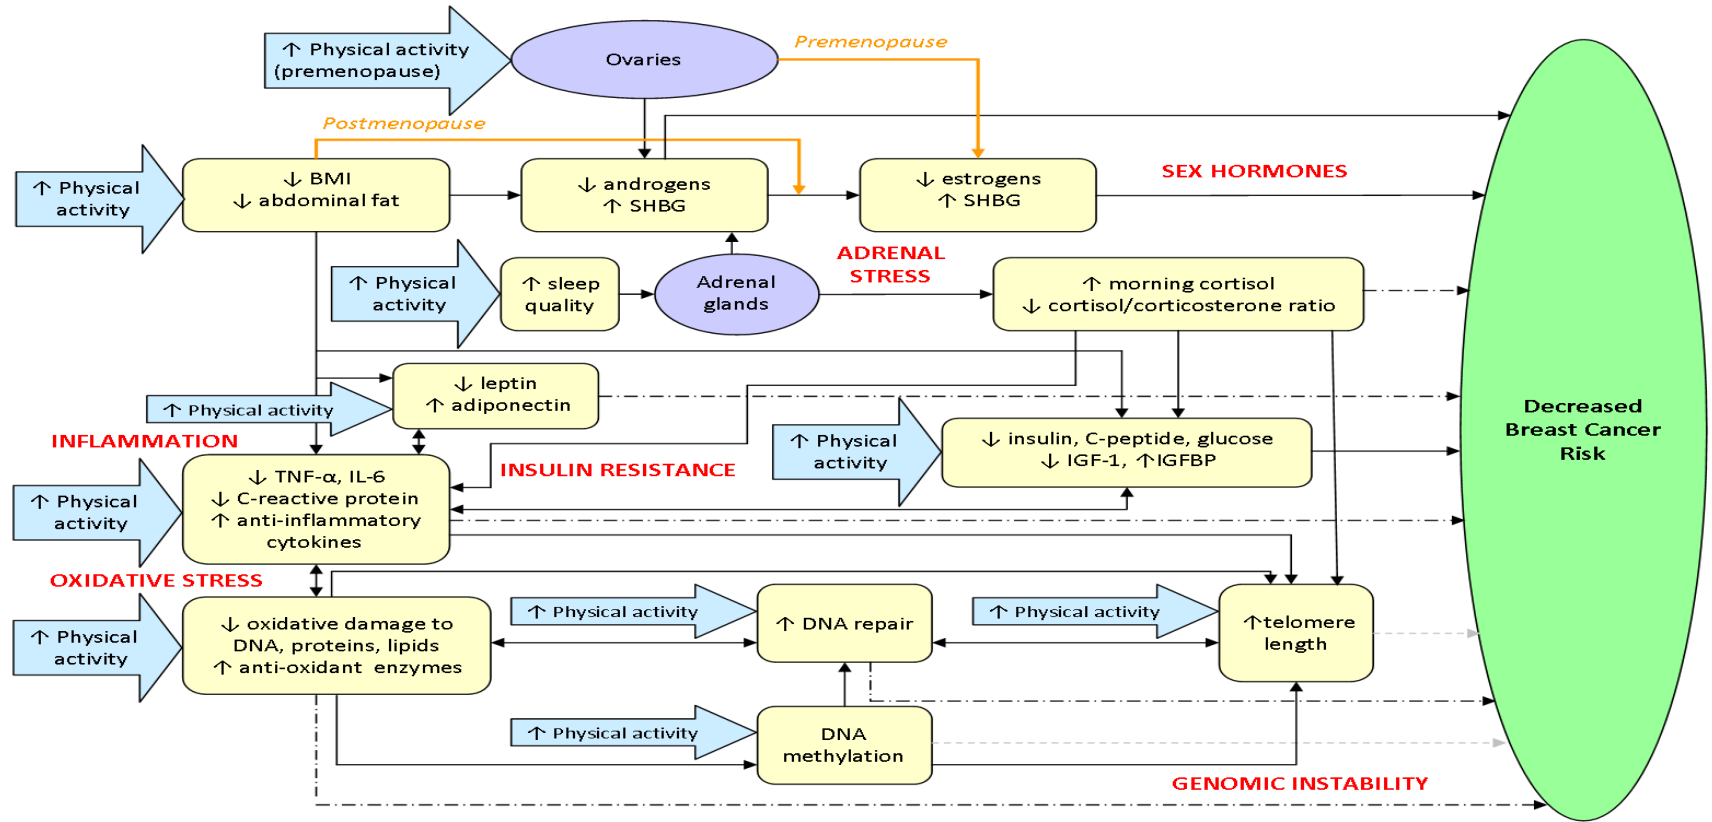 ↑ Physical activity
(premenopause)
Ovaries
Premenopause
Postmenopause
↑ Physical
activity
↓ BMI
↓ abdominal fat
↓ androgens
↑ SHBG
↓ estrogens
↑ SHBG
SEX HORMONES
↑ Physical
activity
↑ sleep
quality
Adrenal
glands
ADRENAL
STRESS
↑ morning cortisol
↓ cortisol/corticosterone ratio
↑ Physical activity
↓ leptin
↑ adiponectin
Decreased
Breast Cancer
Risk
INFLAMMATION
INSULIN RESISTANCE
↑ Physical
activity
↓ insulin, C-peptide, glucose
↓ IGF-1, ↑IGFBP
↑ Physical
activity
↓ TNF-α, IL-6
↓ C-reactive protein
↑ anti-inflammatory
cytokines
OXIDATIVE STRESS
↑ Physical
activity
↓ oxidative damage to
DNA, proteins, lipids
↑ anti-oxidant enzymes
↑ Physical activity
↑ DNA repair
↑ Physical activity
↑telomere
length
↑ Physical activity
DNA
methylation
GENOMIC INSTABILITY